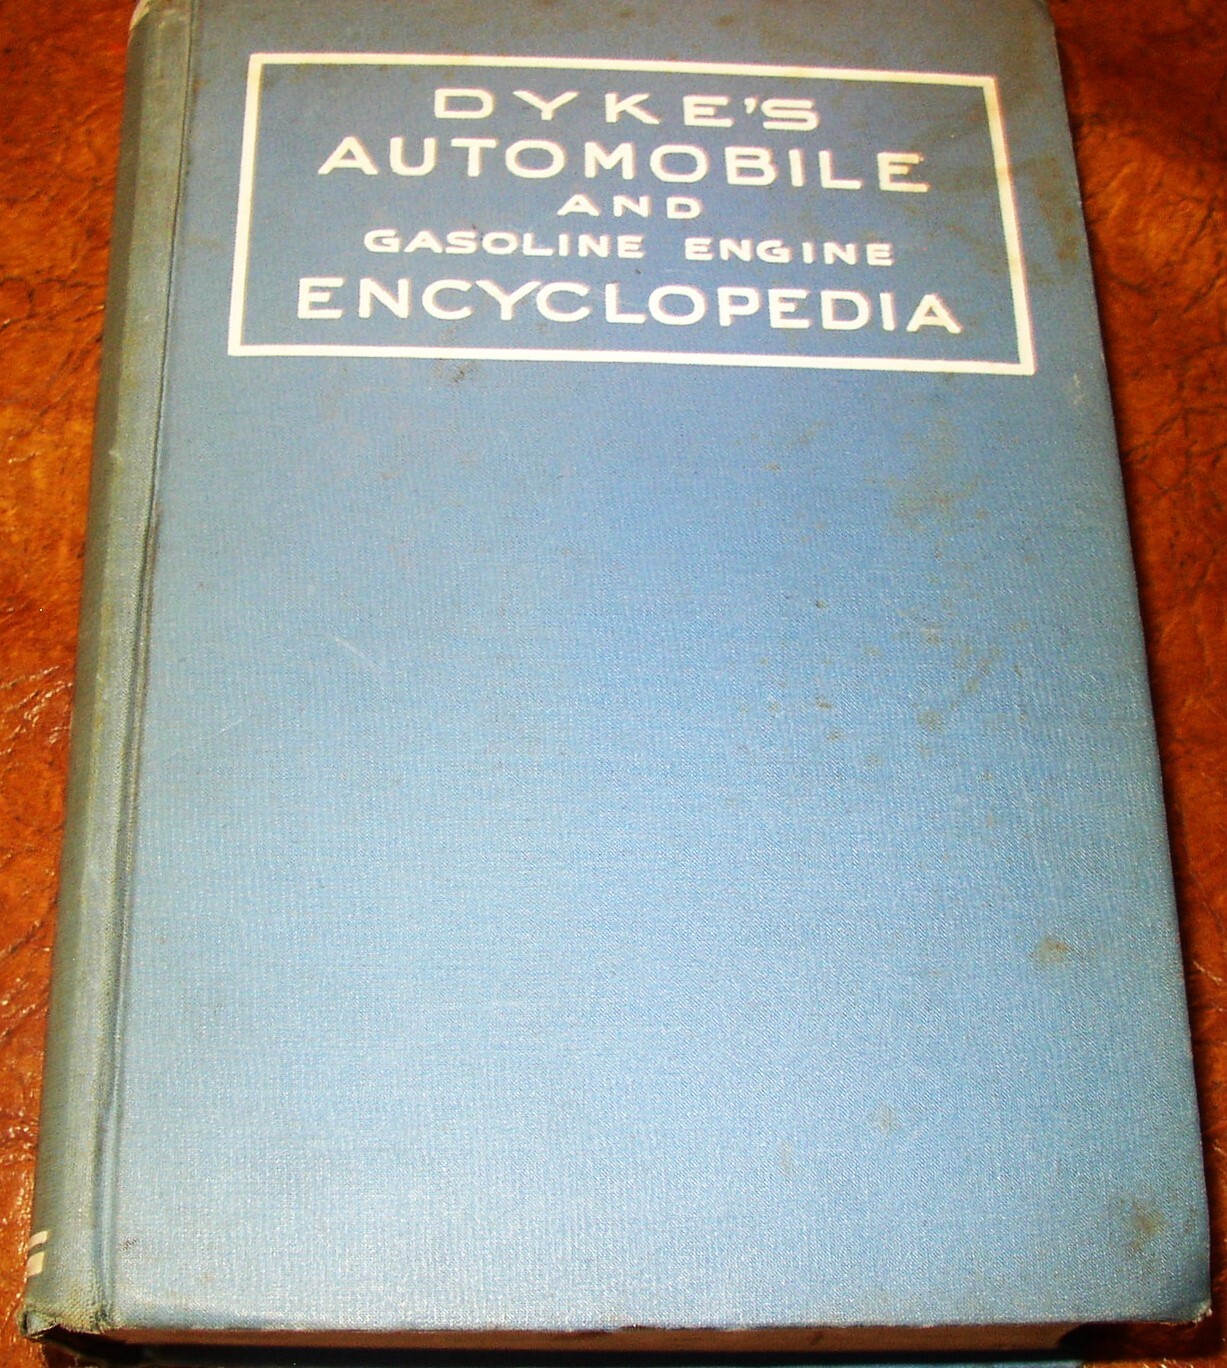 DYKE'S
AUTOMOBILE
AND
GASOLINE ENGINE
ENCYCLOPEDIA